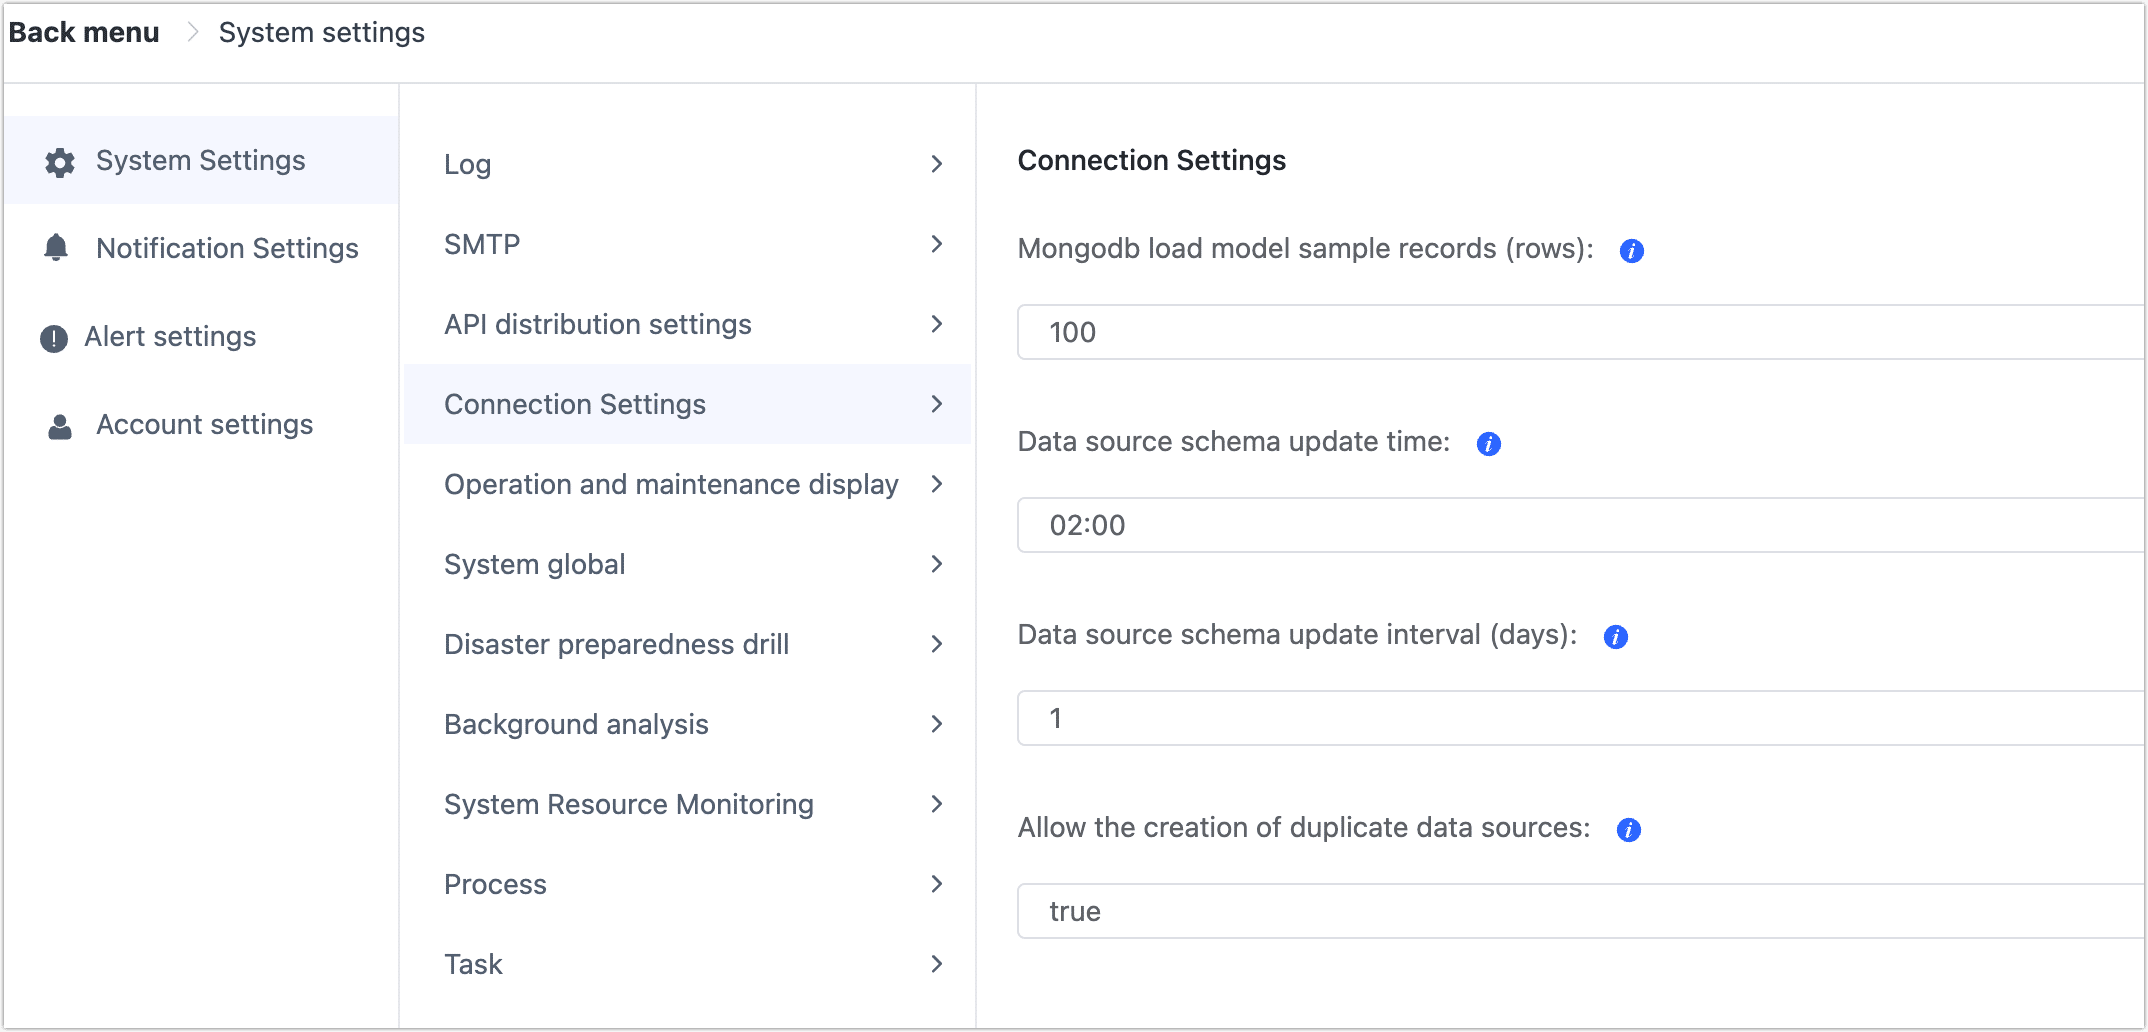 Back menu > System settings
System Settings
Notification Settings
Alert settings
Account settings
Log
SMTP
API distribution settings
Connection Settings
Operation and maintenance display
System global
Disaster preparedness drill
Background analysis
System Resource Monitoring
Process
Task
Connection Settings
Mongodb load model sample records (rows):
100
Data source schema update time:
02:00
Data source schema update interval (days):
1
Allow the creation of duplicate data sources:
true